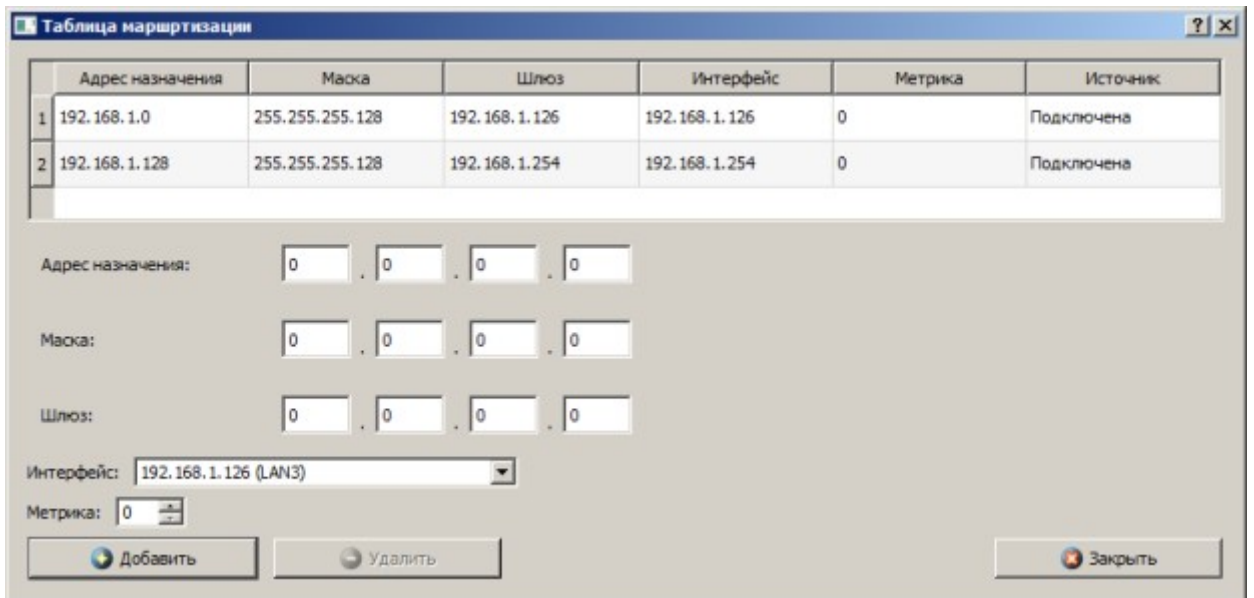 Таблица маршртизации
Адрес назначения Маска Шлюз Интерфейс Метрика Источник
1 192.168.1.0 255.255.255.128 192.168.1.126 192.168.1.126 0 Подключена
2 192.168.1.128 255.255.255.128 192.168.1.254 192.168.1.254 0 Подключена
Адрес назначения: 0 . 0 . 0 . 0
Маска: 0 . 0 . 0 . 0
Шлюз: 0 . 0 . 0 . 0
Интерфейс: 192.168.1.126 (LAN3)
Метрика: 0
Добавить Удалить Закрыть